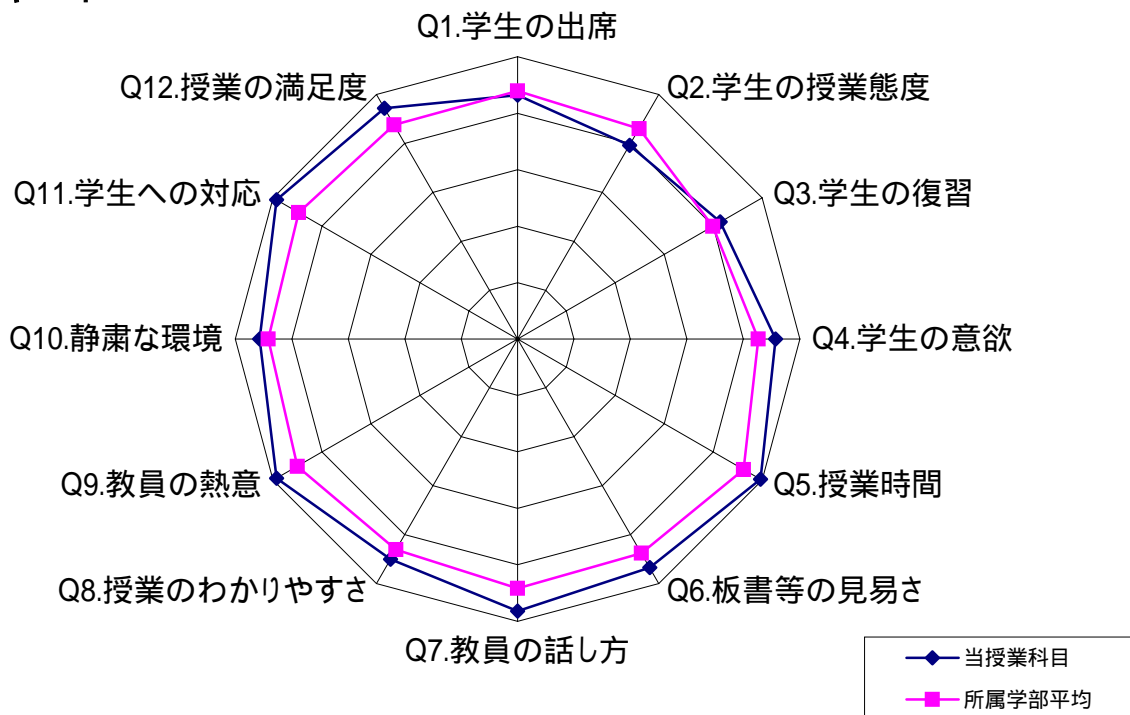 Q1.学生の出席
Q2.学生の授業態度
Q3.学生の復習
Q4.学生の意欲
Q5.授業時間
Q6.板書等の見易さ
Q7.教員の話し方
Q8.授業のわかりやすさ
Q9.教員の熱意
Q10.静粛な環境
Q11.学生への対応
Q12.授業の満足度
当授業科目
所属学部平均